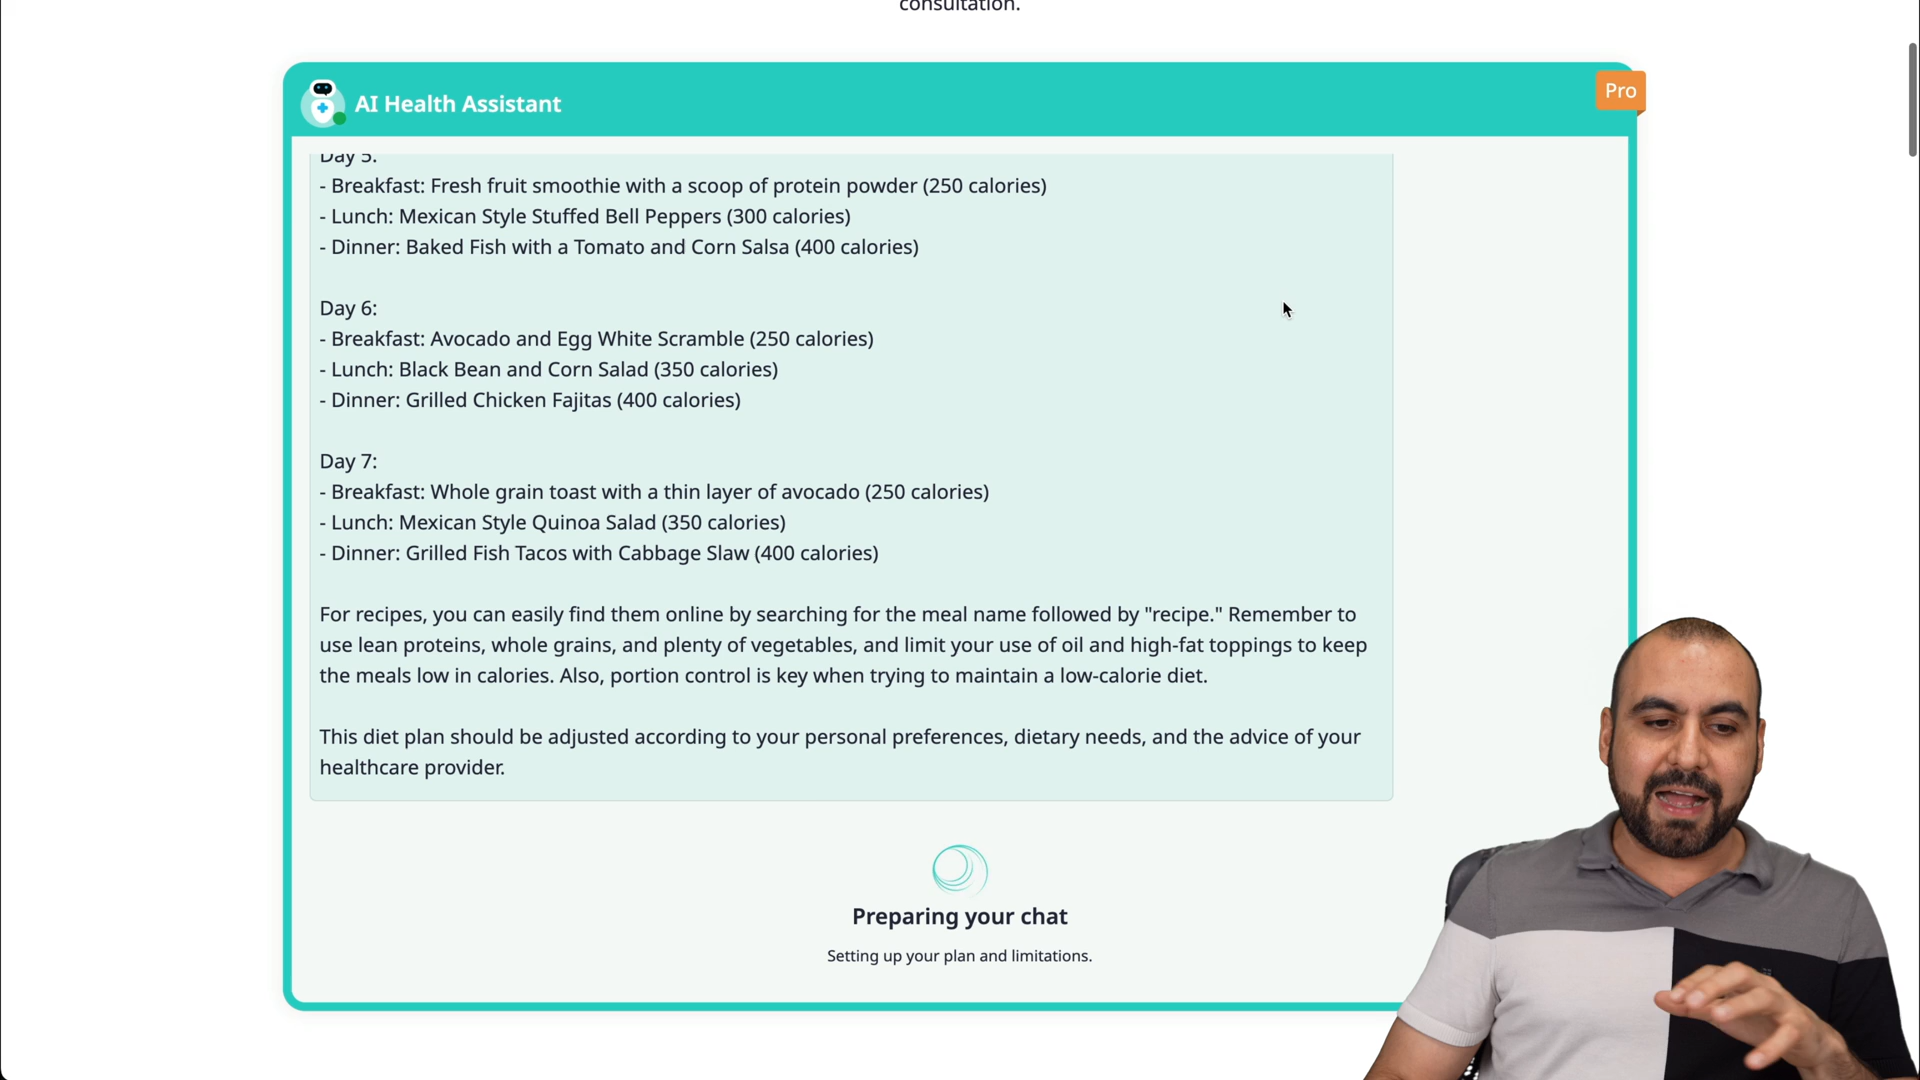 consultation.
AI Health Assistant
Pro
Day 5:
- Breakfast: Fresh fruit smoothie with a scoop of protein powder (250 calories)
- Lunch: Mexican Style Stuffed Bell Peppers (300 calories)
- Dinner: Baked Fish with a Tomato and Corn Salsa (400 calories)
Day 6:
- Breakfast: Avocado and Egg White Scramble (250 calories)
- Lunch: Black Bean and Corn Salad (350 calories)
- Dinner: Grilled Chicken Fajitas (400 calories)
Day 7:
- Breakfast: Whole grain toast with a thin layer of avocado (250 calories)
- Lunch: Mexican Style Quinoa Salad (350 calories)
- Dinner: Grilled Fish Tacos with Cabbage Slaw (400 calories)
For recipes, you can easily find them online by searching for the meal name followed by "recipe." Remember to
use lean proteins, whole grains, and plenty of vegetables, and limit your use of oil and high-fat toppings to keep
the meals low in calories. Also, portion control is key when trying to maintain a low-calorie diet.
This diet plan should be adjusted according to your personal preferences, dietary needs, and the advice of your
healthcare provider.
Preparing your chat
Setting up your plan and limitations.